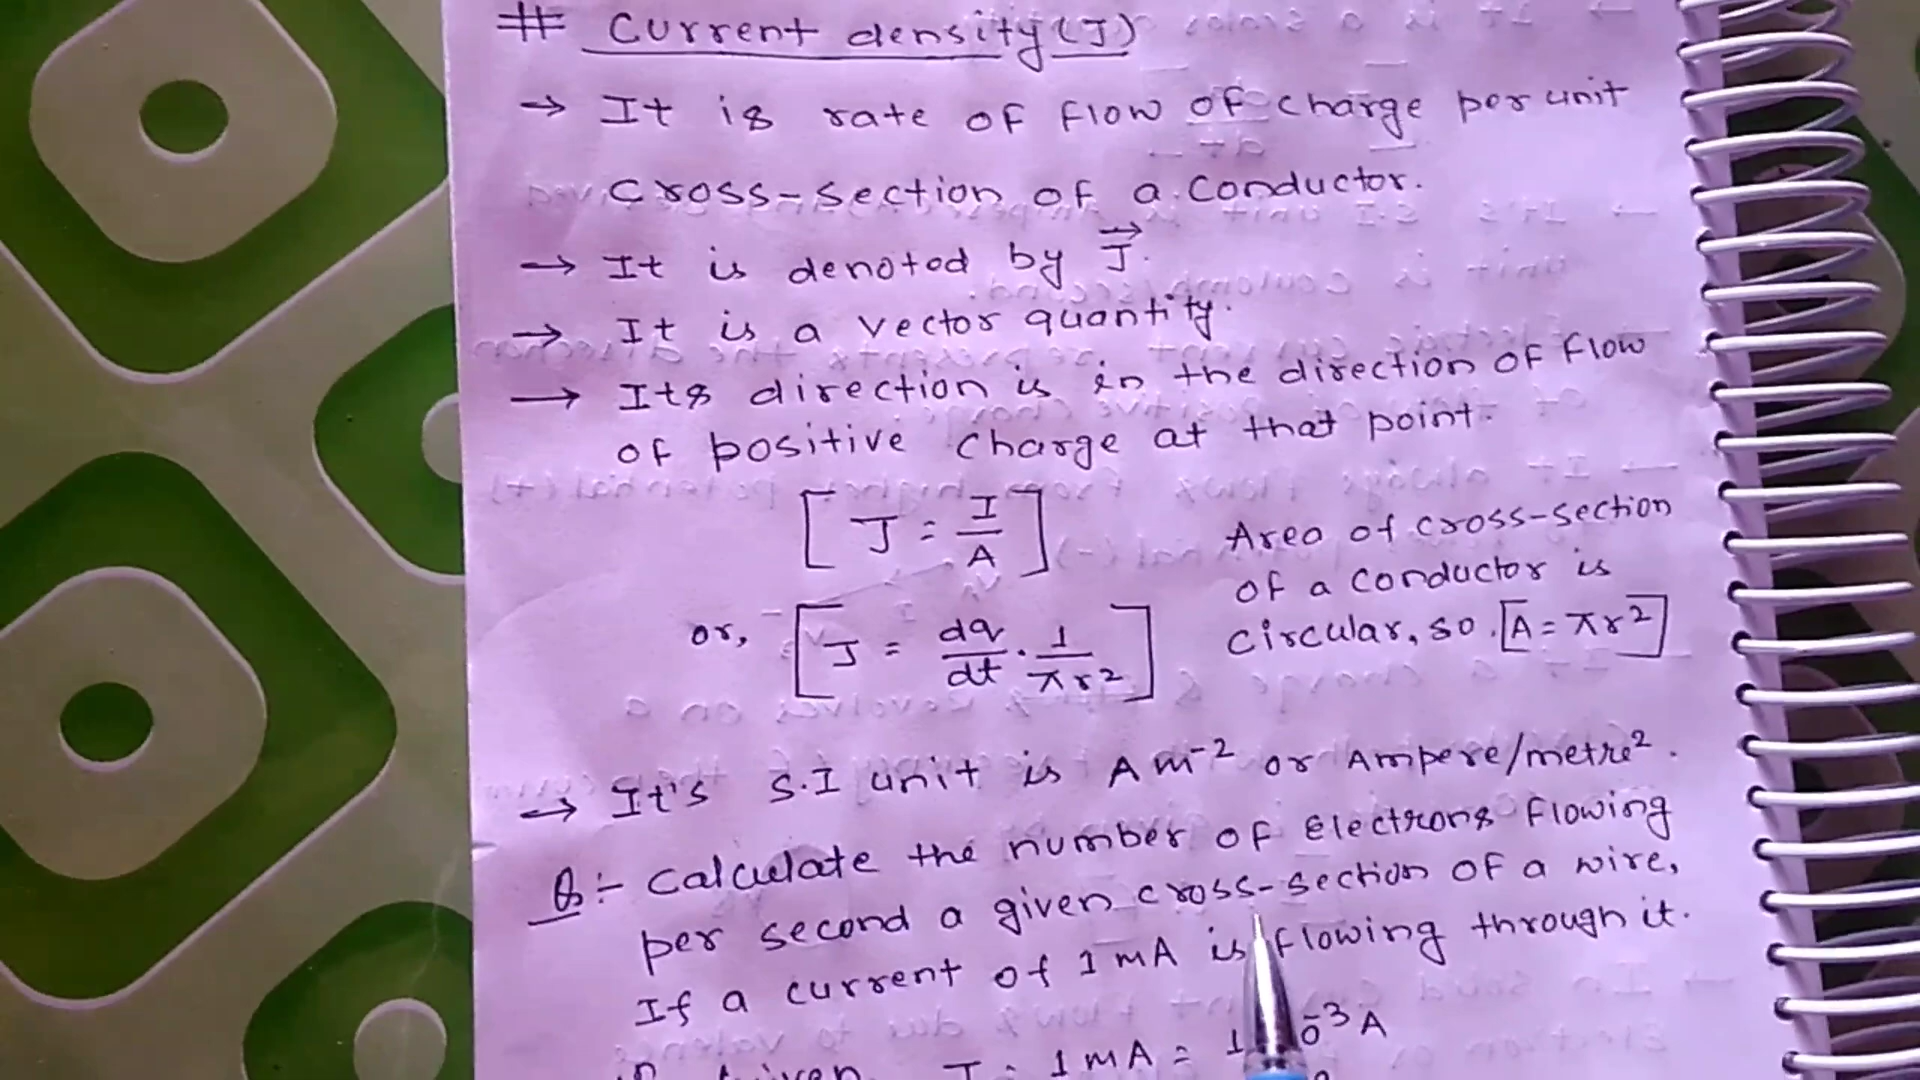 # Current density (J)
→ It is rate of flow of charge per unit
cross-section of a conductor.
→ It is denoted by J⃗.
→ It is a vector quantity.
→ Its direction is in the direction of flow
of positive charge at that point.
[J = I/A]
Area of cross-section
of a conductor is
circular, so [A = πr²]
or, [J = dq/dt · 1/πr²]
→ It's S.I unit is A m⁻² or Ampere/metre².
Q:- Calculate the number of electrons flowing
per second a given cross-section of a wire,
If a current of 1 mA is flowing through it.
1 mA = 1 10⁻³ A